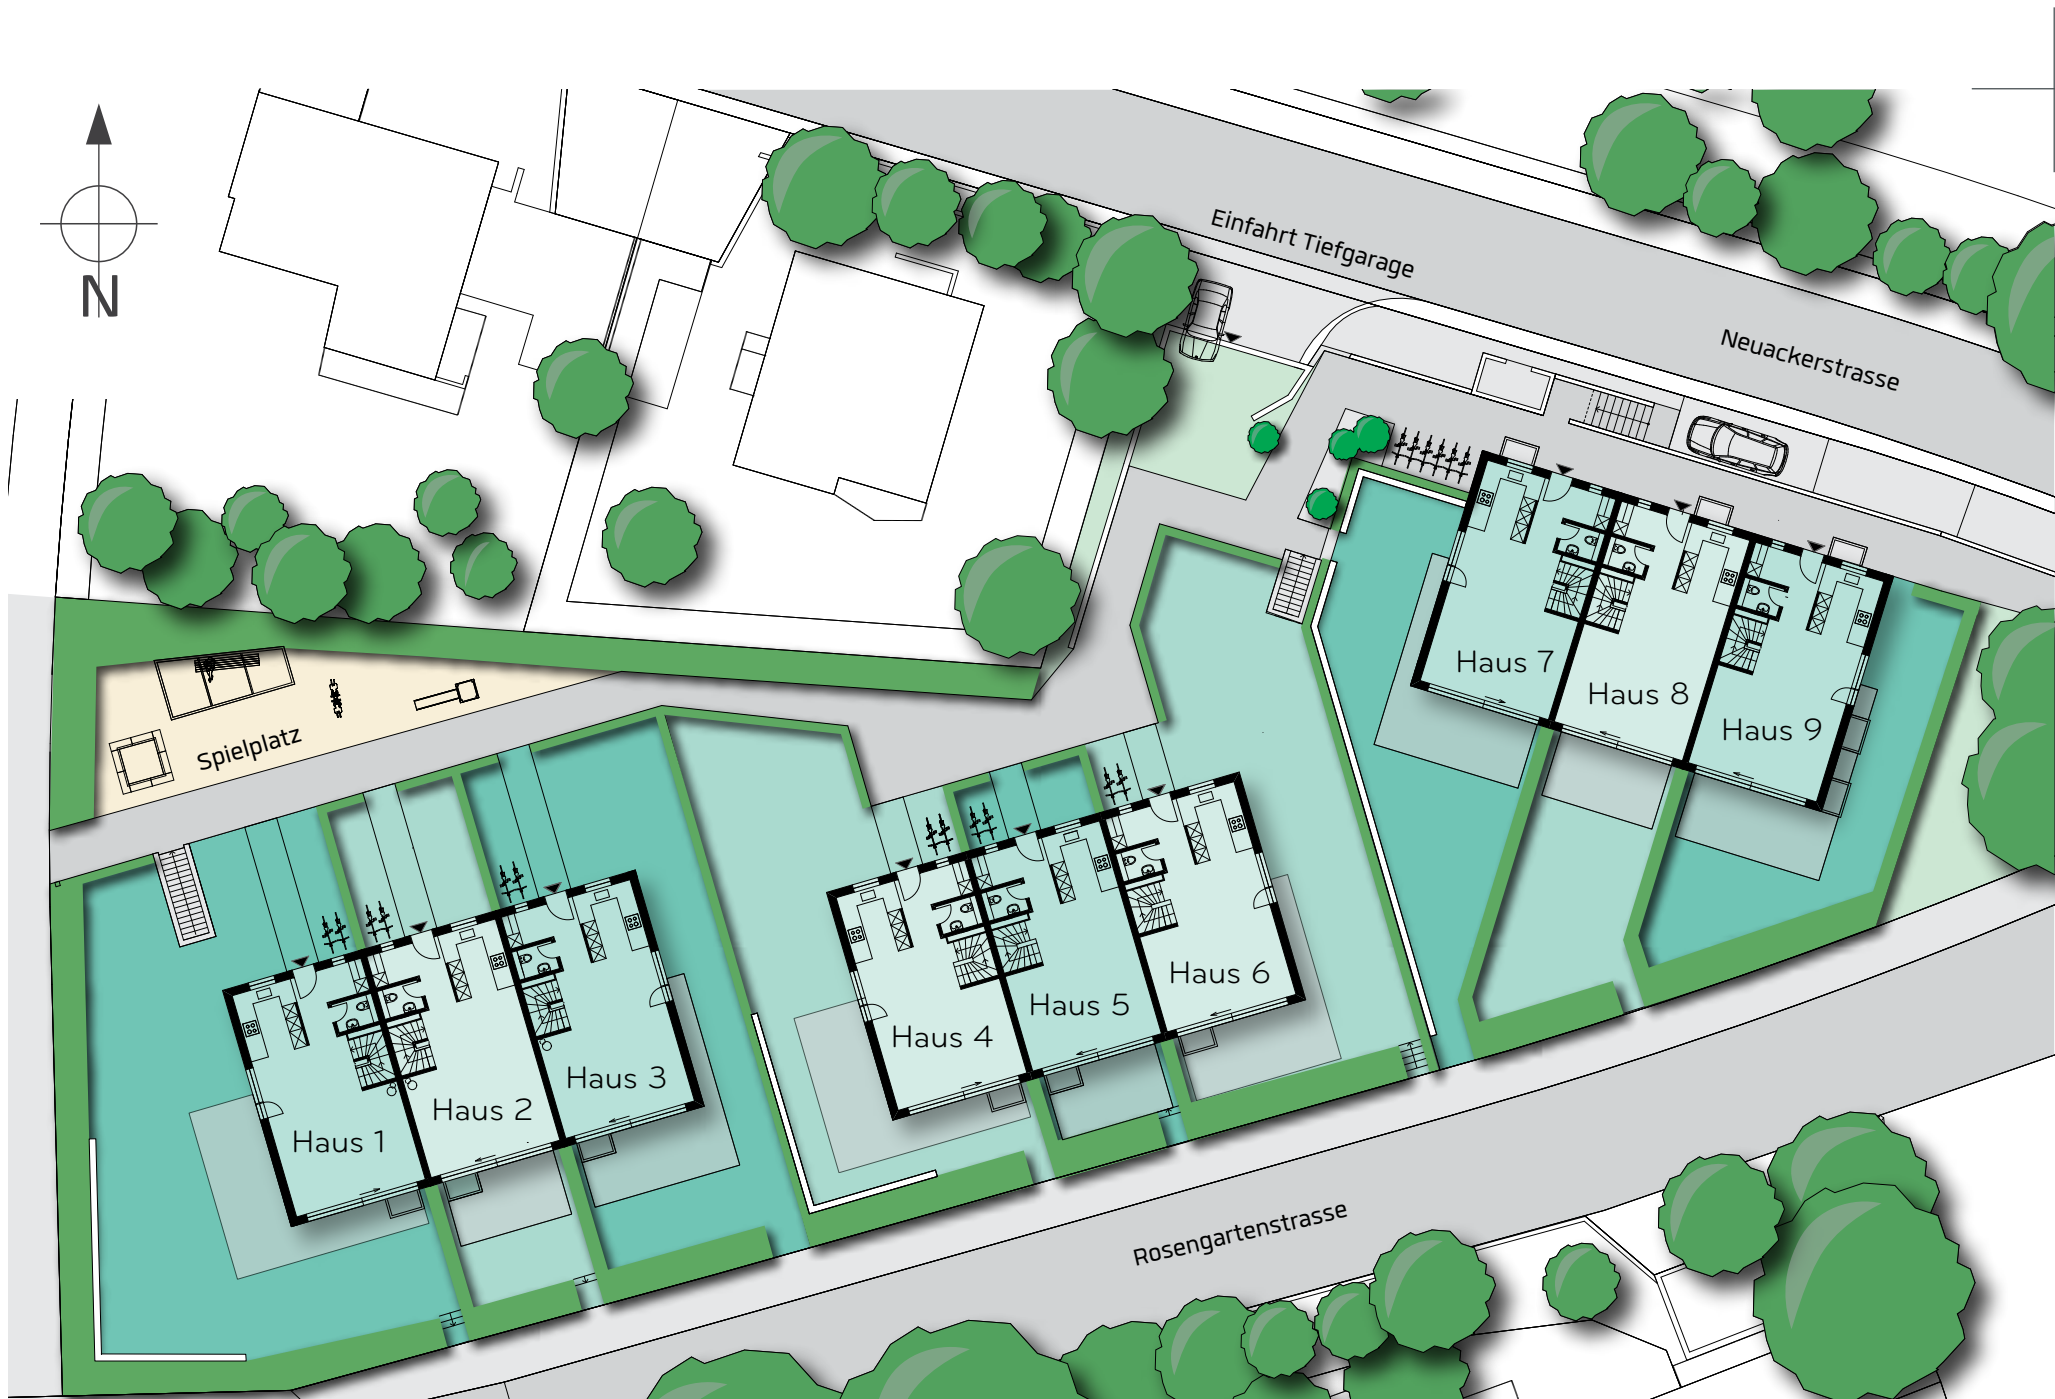 N
Einfahrt Tiefgarage
Neuackerstrasse
Spielplatz
Haus 7
Haus 8
Haus 9
Haus 4
Haus 5
Haus 6
Haus 1
Haus 2
Haus 3
Rosengartenstrasse